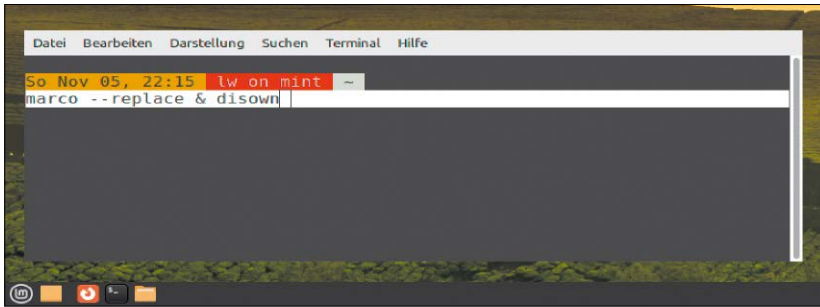 Datei Bearbeiten Darstellung Suchen Terminal Hilfe
So Nov 05, 22:15 lw on mint ~
marco --replace & disown